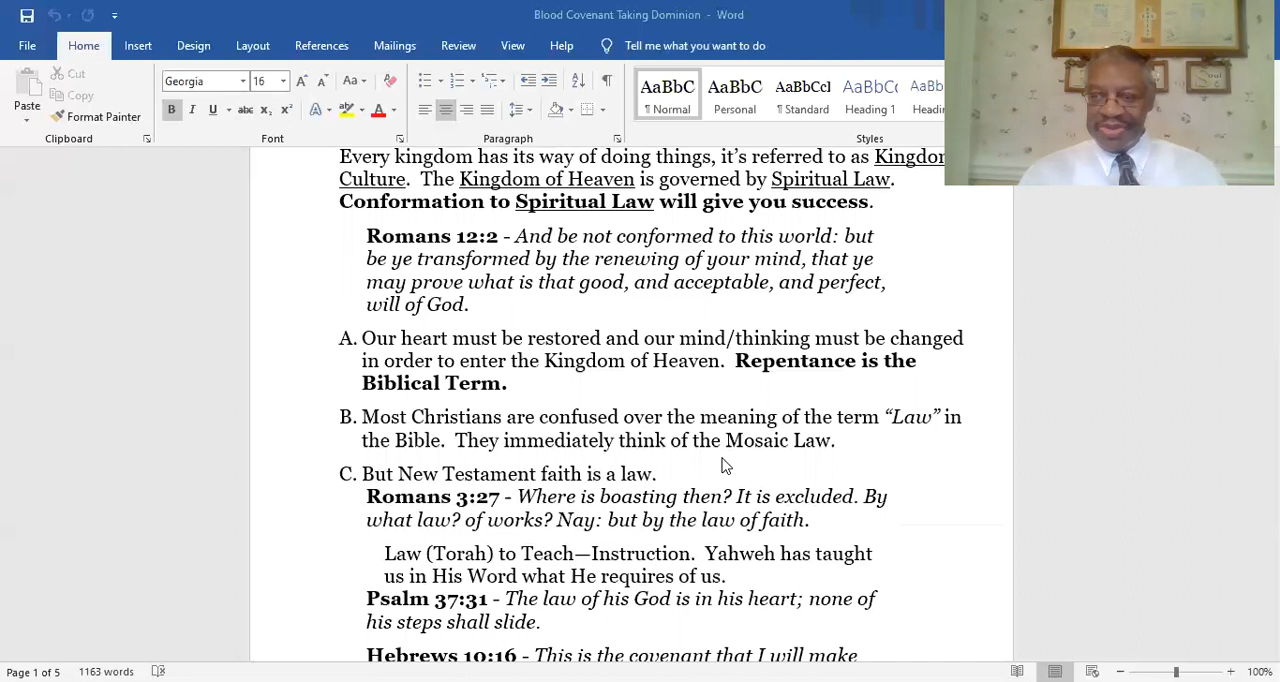 Blood Covenant Taking Dominion - Word
File Home Insert Design Layout References Mailings Review View Help Tell me what you want to do
Paste
Cut
Copy
Format Painter
Clipboard
Georgia 16
Aa
B I U abc x₂ x² A ab A
Font
Paragraph
AaBbC AaBbC AaBbCcI AaBbC AaBb
¶ Normal Personal ¶ Standard Heading 1 Headin
Styles
Every kingdom has its way of doing things, it's referred to as Kingdom
Culture. The Kingdom of Heaven is governed by Spiritual Law.
Conformation to Spiritual Law will give you success.
Romans 12:2 - And be not conformed to this world: but
be ye transformed by the renewing of your mind, that ye
may prove what is that good, and acceptable, and perfect,
will of God.
A. Our heart must be restored and our mind/thinking must be changed
in order to enter the Kingdom of Heaven. Repentance is the
Biblical Term.
B. Most Christians are confused over the meaning of the term "Law" in
the Bible. They immediately think of the Mosaic Law.
C. But New Testament faith is a law.
Romans 3:27 - Where is boasting then? It is excluded. By
what law? of works? Nay: but by the law of faith.
Law (Torah) to Teach—Instruction. Yahweh has taught
us in His Word what He requires of us.
Psalm 37:31 - The law of his God is in his heart; none of
his steps shall slide.
Hebrews 10:16 - This is the covenant that I will make
Page 1 of 5 1163 words
100%